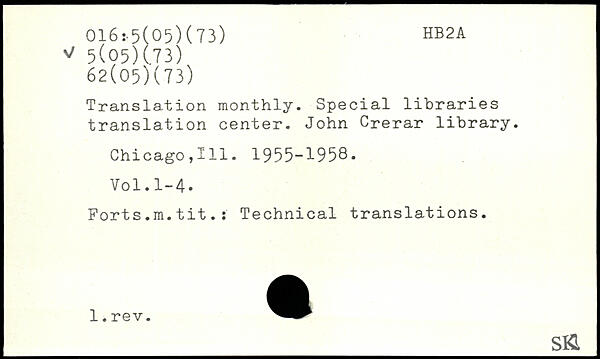 016:5(05)(73) HB2A
✓ 5(05)(73)
62(05)(73)
Translation monthly. Special libraries
translation center. John Crerar library.
Chicago,Ill. 1955-1958.
Vol.1-4.
Forts.m.tit.: Technical translations.
1.rev.